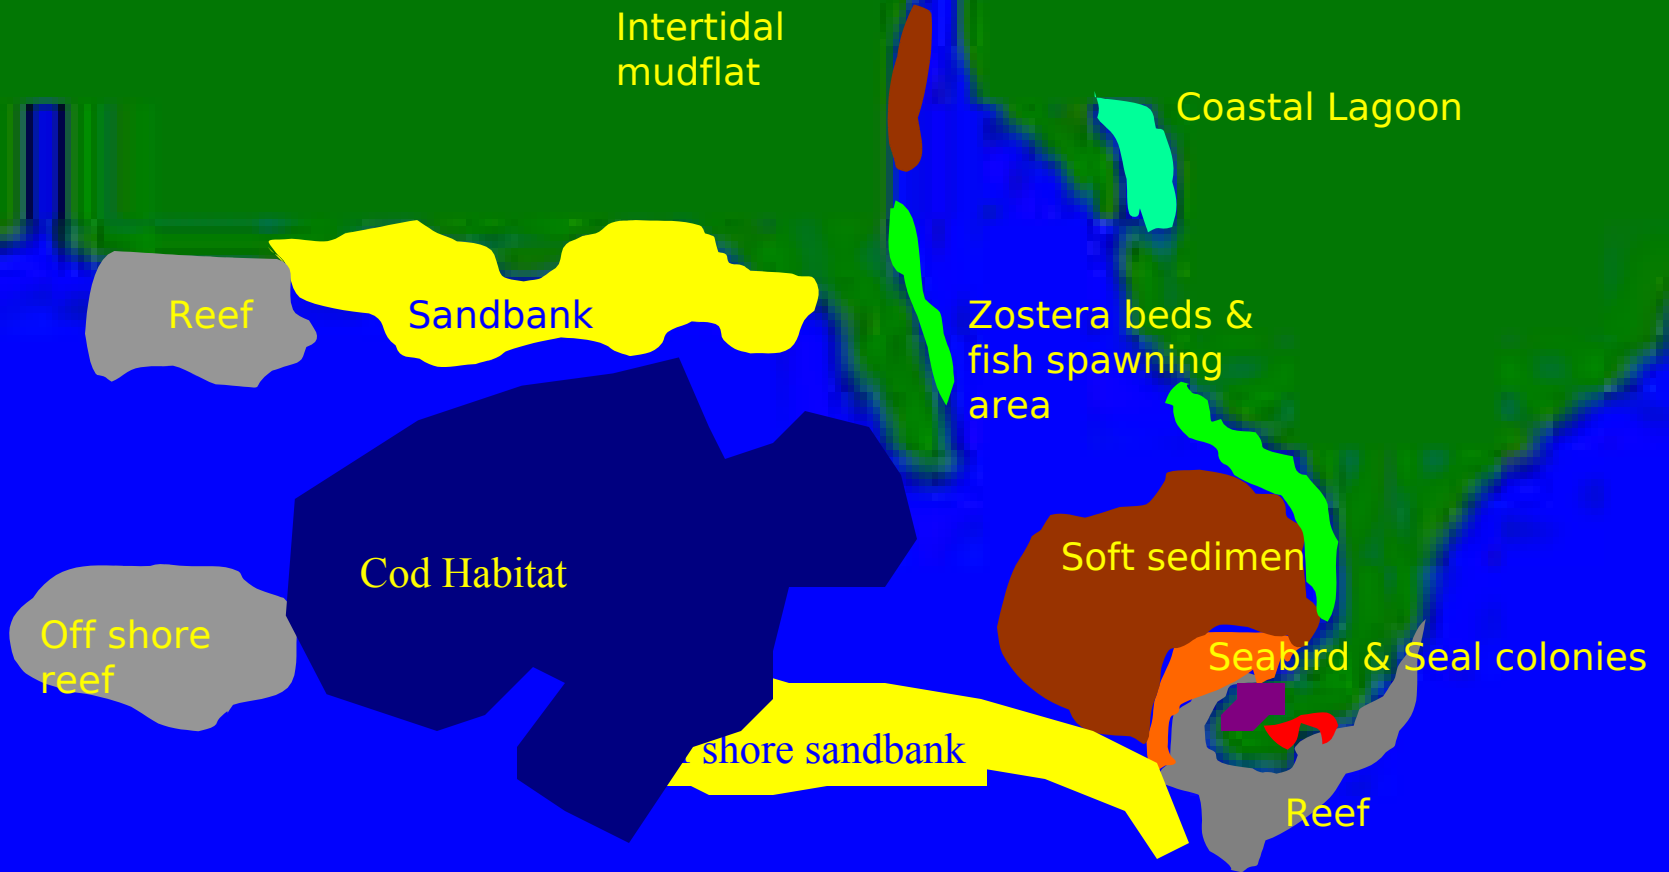 Intertidal
mudflat
Coastal Lagoon
Reef
Sandbank
Zostera beds &
fish spawning
area
Soft sedimen
Cod Habitat
Off shore
reef
Seabird & Seal colonies
shore sandbank
Reef